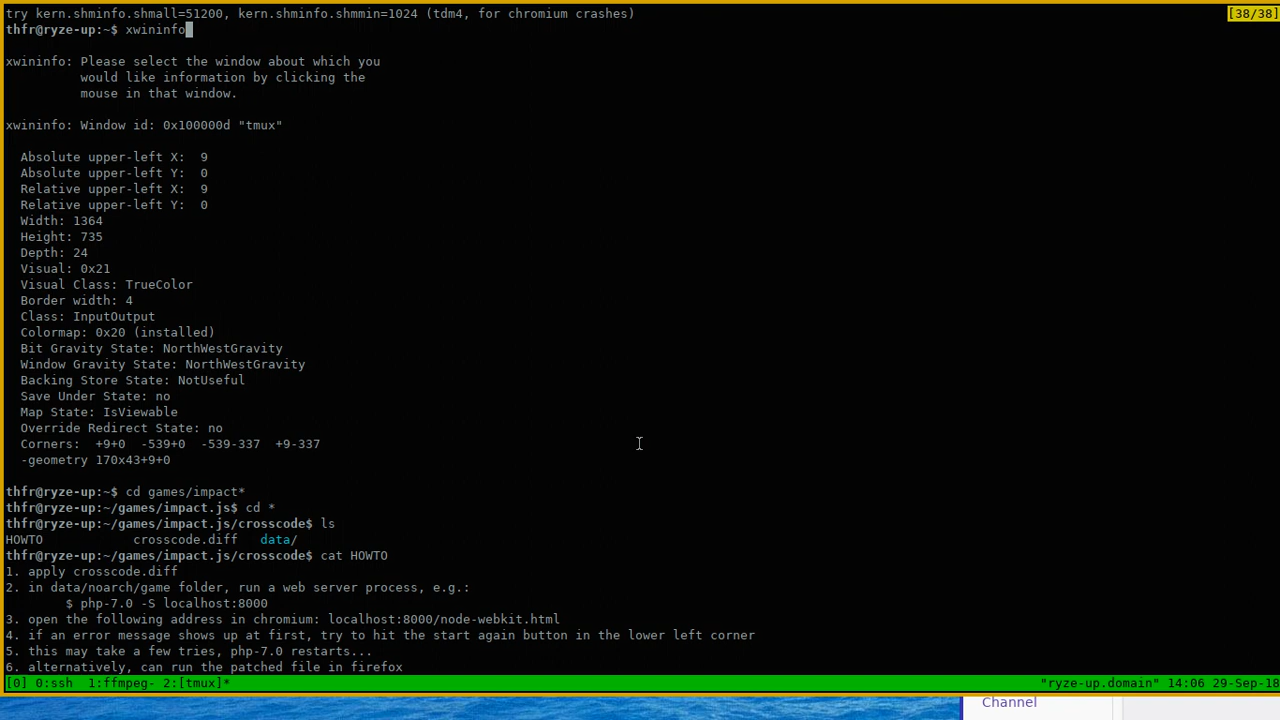 try kern.shminfo.shmall=51200, kern.shminfo.shmmin=1024 (tdm4, for chromium crashes)
[38/38]
thfr@ryze-up:~$ xwininfo
xwininfo: Please select the window about which you
          would like information by clicking the
          mouse in that window.
xwininfo: Window id: 0x100000d "tmux"
  Absolute upper-left X:  9
  Absolute upper-left Y:  0
  Relative upper-left X:  9
  Relative upper-left Y:  0
  Width: 1364
  Height: 735
  Depth: 24
  Visual: 0x21
  Visual Class: TrueColor
  Border width: 4
  Class: InputOutput
  Colormap: 0x20 (installed)
  Bit Gravity State: NorthWestGravity
  Window Gravity State: NorthWestGravity
  Backing Store State: NotUseful
  Save Under State: no
  Map State: IsViewable
  Override Redirect State: no
  Corners:  +9+0  -539+0  -539-337  +9-337
  -geometry 170x43+9+0
thfr@ryze-up:~$ cd games/impact*
thfr@ryze-up:~/games/impact.js$ cd *
thfr@ryze-up:~/games/impact.js/crosscode$ ls
HOWTO            crosscode.diff   data/
thfr@ryze-up:~/games/impact.js/crosscode$ cat HOWTO
1. apply crosscode.diff
2. in data/noarch/game folder, run a web server process, e.g.:
        $ php-7.0 -S localhost:8000
3. open the following address in chromium: localhost:8000/node-webkit.html
4. if an error message shows up at first, try to hit the start again button in the lower left corner
5. this may take a few tries, php-7.0 restarts...
6. alternatively, can run the patched file in firefox
[0] 0:ssh  1:ffmpeg- 2:[tmux]*
"ryze-up.domain" 14:06 29-Sep-18
Channel